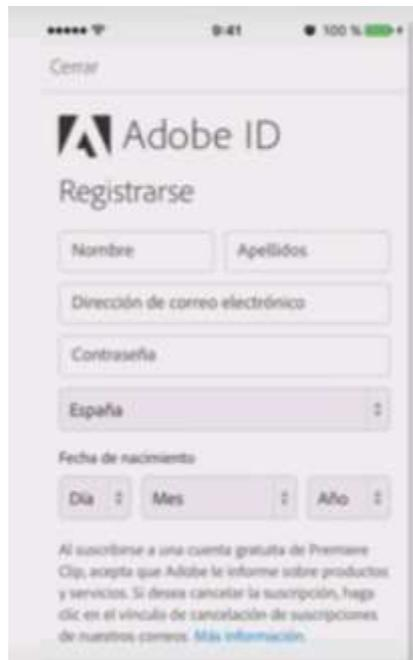 9:41 100 %
Cerrar
Adobe ID
Registrarse
Nombre Apellidos
Dirección de correo electrónico
Contraseña
España
Fecha de nacimiento
Día Mes Año
Al suscribirse a una cuenta gratuita de Premiere
Clip, acepta que Adobe le informe sobre productos
y servicios. Si desea cancelar la suscripción, haga
clic en el vínculo de cancelación de suscripciones
de nuestros correos. Más información.